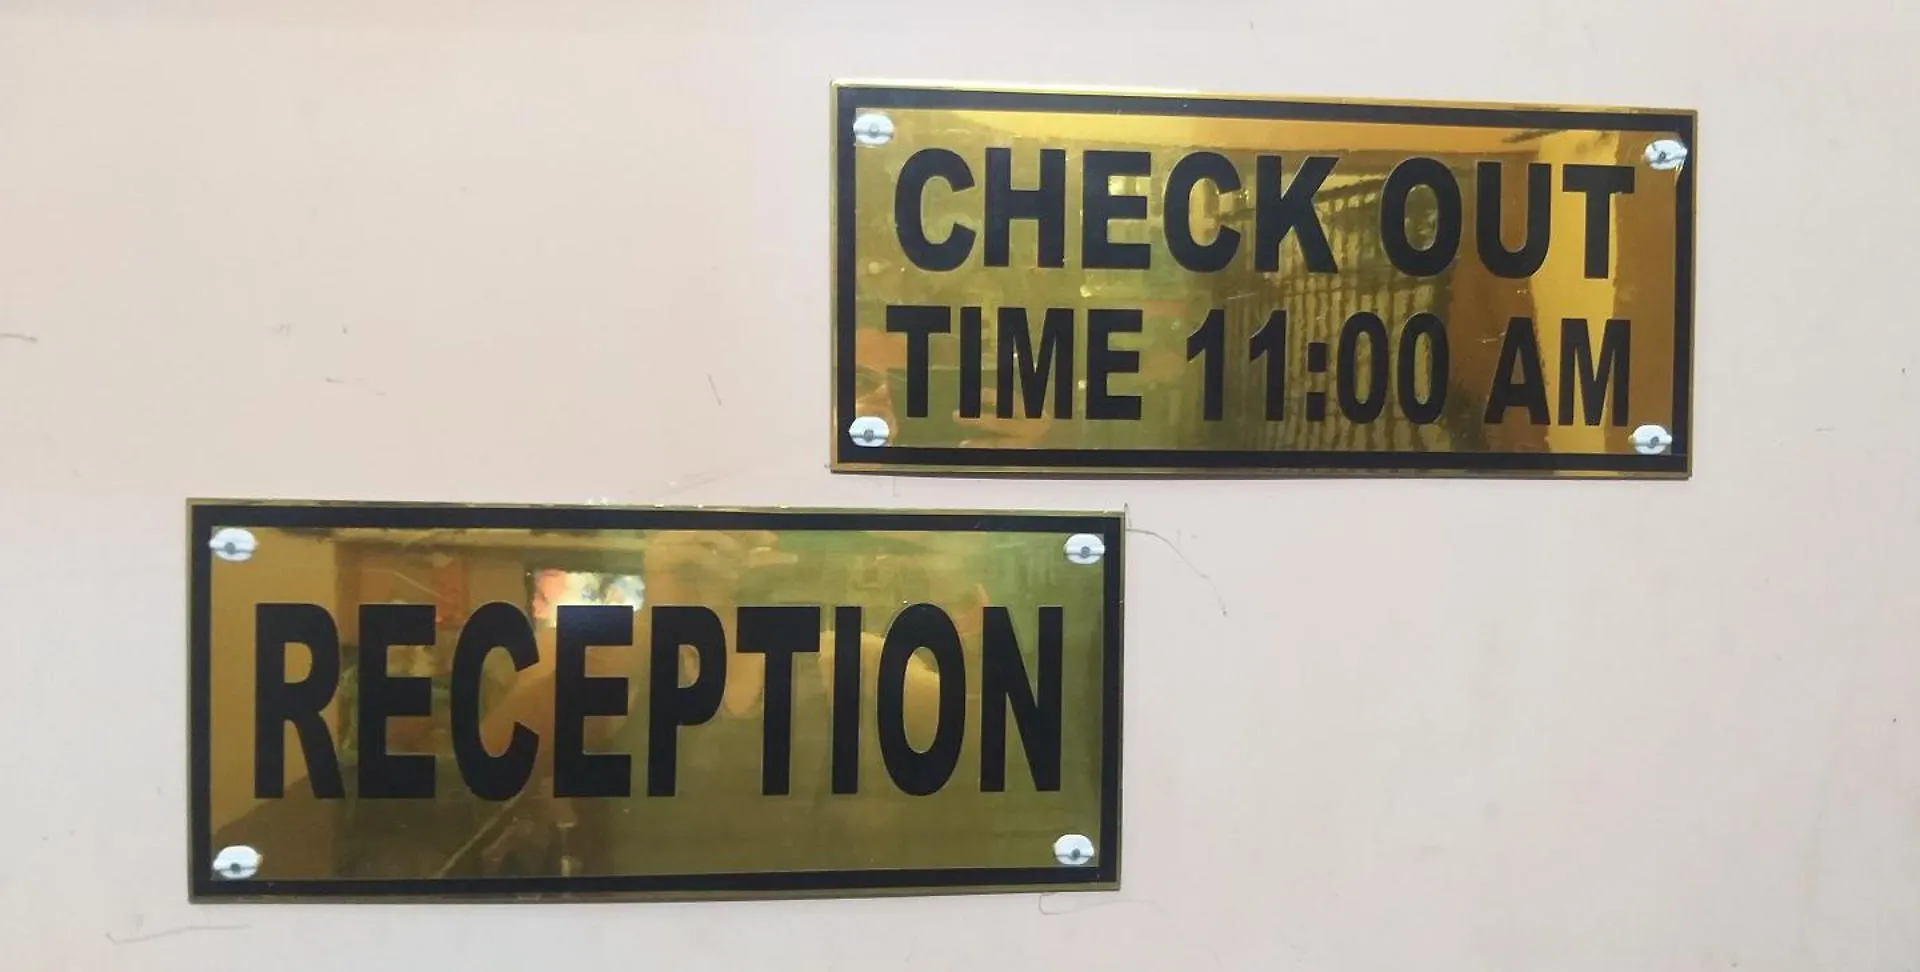 CHECK OUT
TIME 11:00 AM
RECEPTION